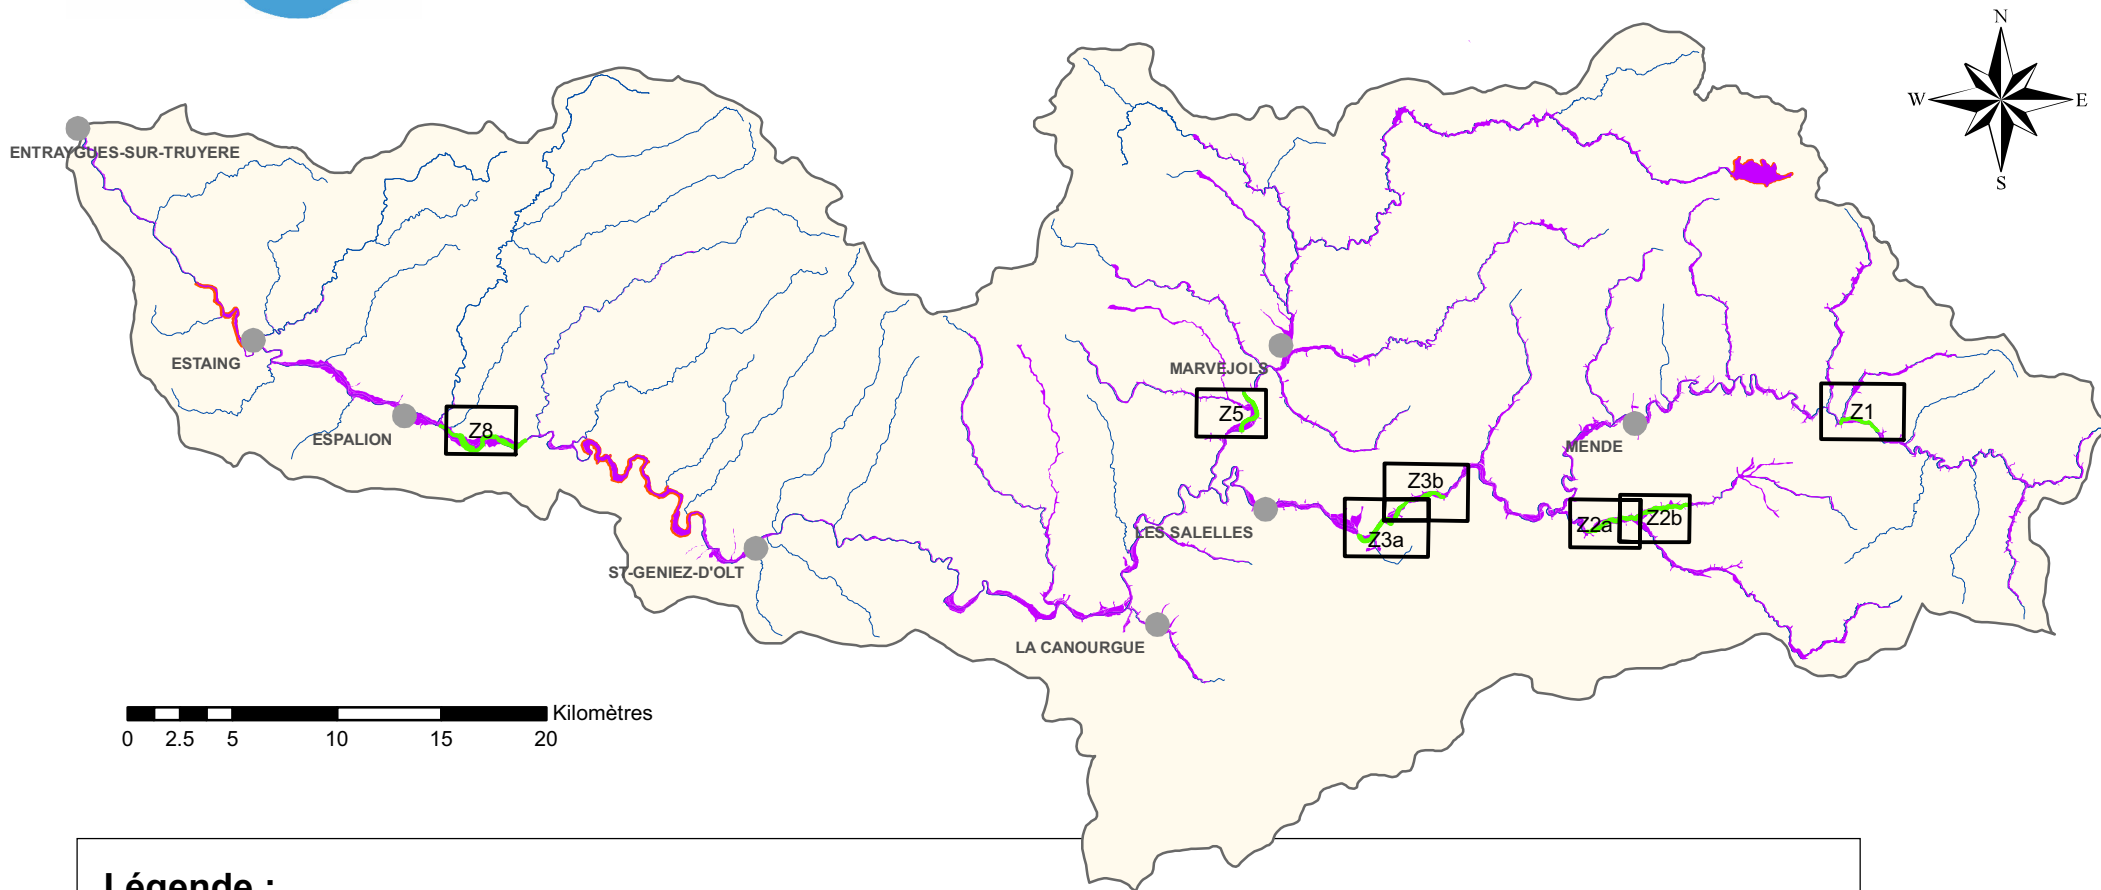 N
W E
S
ENTRAYGUES-SUR-TRUYERE
ESTAING
MARVEJOLS
Z5
Z1
ESPALION
Z8
MENDE
Z3b
LES SALELLES
Z3a
Z2a
Z2b
ST-GENIEZ-D'OLT
LA CANOURGUE
Kilomètres
0 2.5 5 10 15 20
Légende :